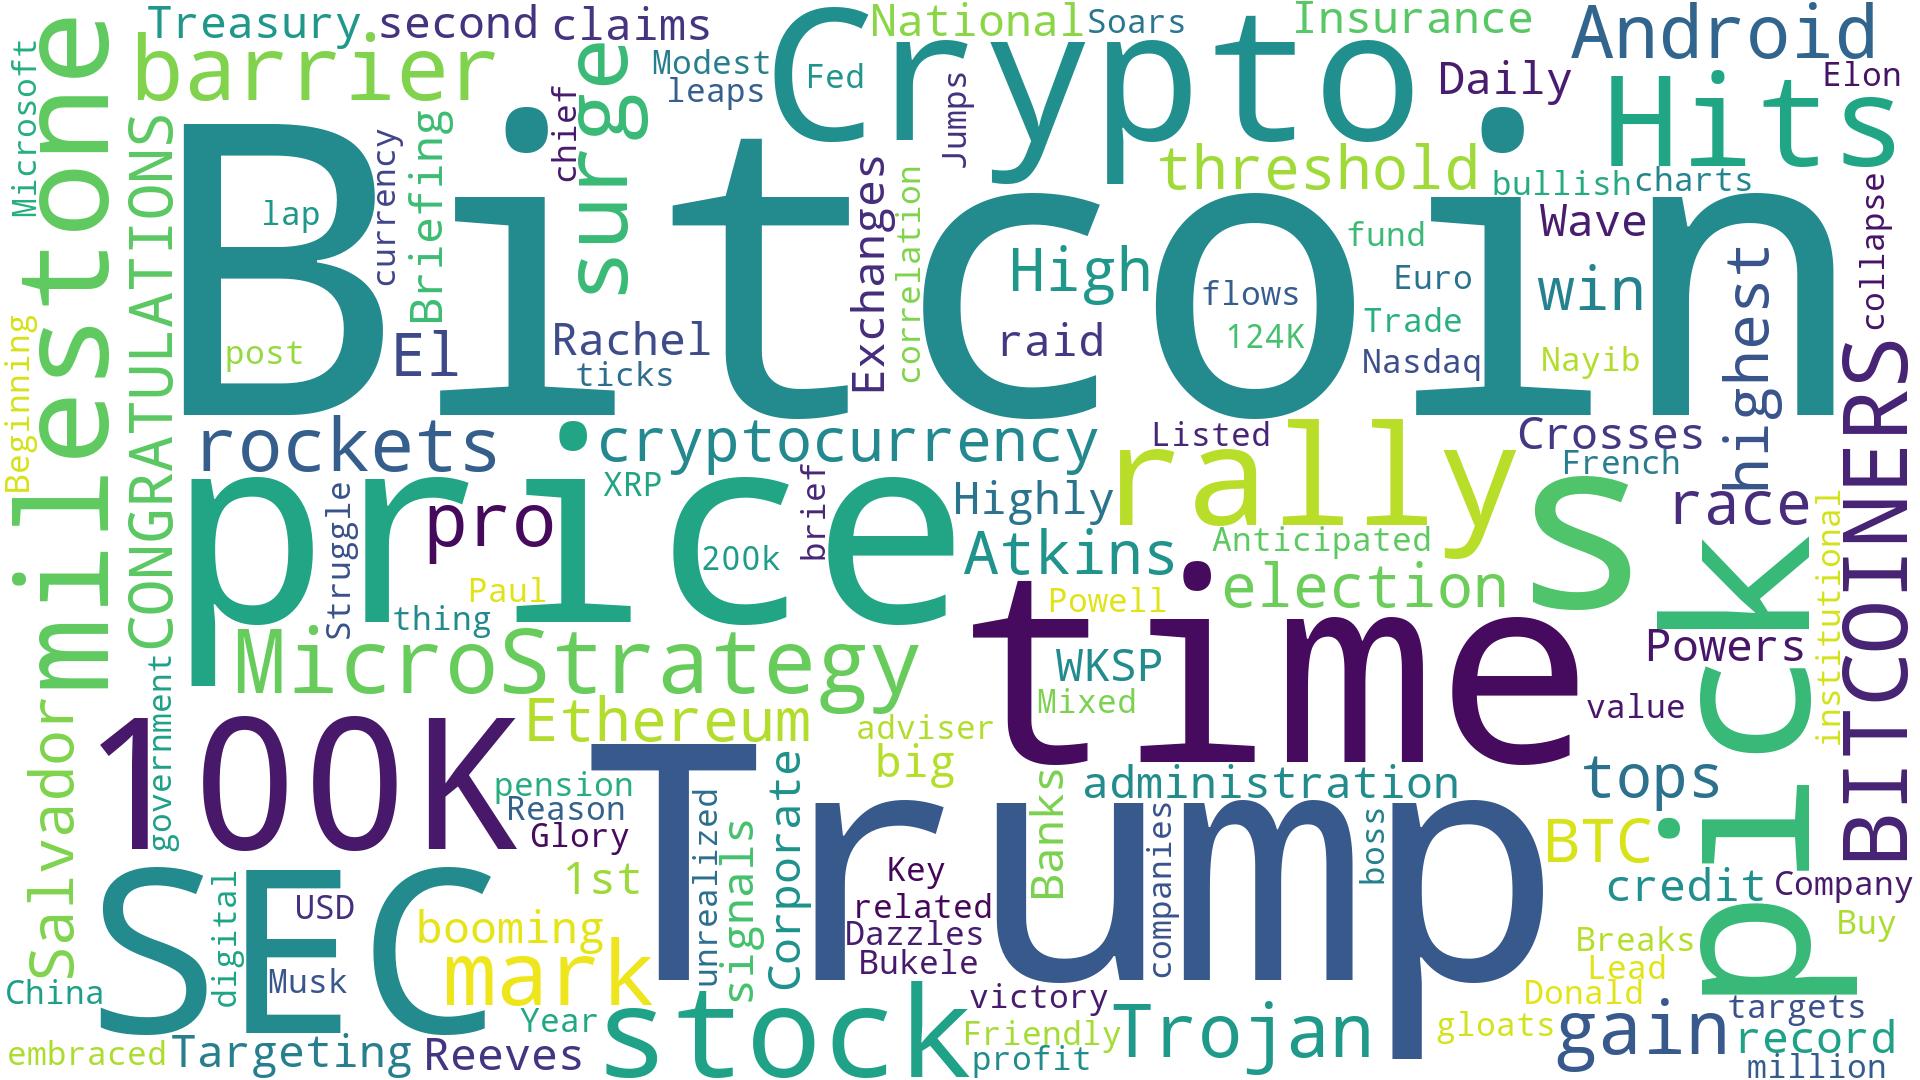 Treasury second claims
Modest leaps
Crypto
National
Soars
Insurance
Android
Microsoft
milestone
barrier
surge
Fed
Jumps
Daily
Hits
Elon
CONGRATULATIONS
Bitcoin
lap
currency
Briefing
chief
Exchanges
correlation
threshold
bullish charts
collapse
High
flows
fund
Euro
Wave
win
highest
post
El
Rachel
ticks
raid
124K
Trade
Nasdaq
Nayib
Beginning
BITCOINERS
rockets
cryptocurrency
Listed
rally
Crosses
French
race
price
Struggle
pro
XRP
brief
Highly
s
institutional
thing
Paul
200k
Atkins
Anticipated
election
pick
Powers
MicroStrategy
time
Powell
WKSP
Mixed
value
Salvador
government
100K
Ethereum
adviser
big
administration
tops
pension
Reason
Glory
Trump
Corporate
Banks
companies
boss
BTC
SEC
digital
USD
Musk
1st
booming
mark
unrealized
signals
Key
related
Dazzles
Bukele
credit Company
Buy
Breaks
Lead
Donald
China
embraced
Targeting
Reeves
Year
stock
victory
Friendly
profit
Trojan
gloats
gain
targets
record
million